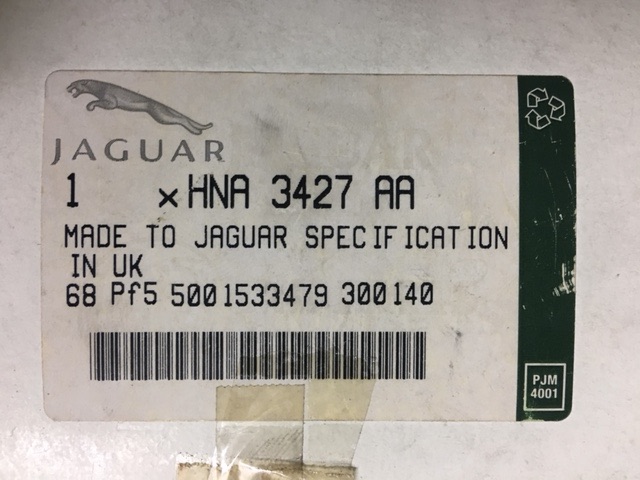 JAGUAR
1 x HNA 3427 AA
MADE TO JAGUAR SPECIFICATION
IN UK
68 Pf5 5001533479 300140
PJM
4001